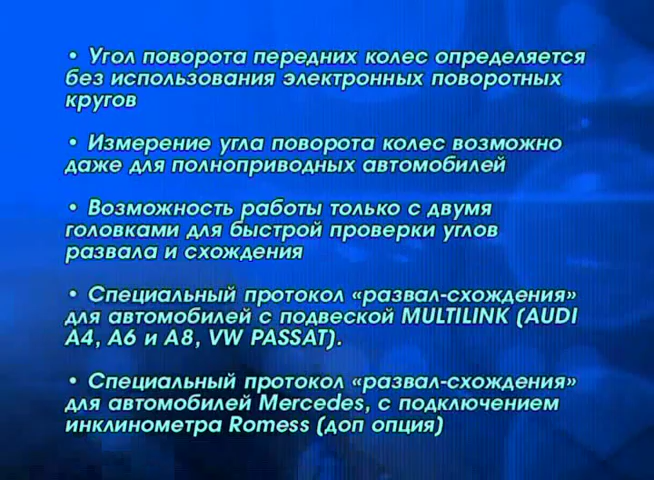 • Угол поворота передних колес определяется
без использования электронных поворотных
кругов
• Измерение угла поворота колес возможно
даже для полноприводных автомобилей
• Возможность работы только с двумя
головками для быстрой проверки углов
развала и схождения
• Специальный протокол «развал-схождения»
для автомобилей с подвеской MULTILINK (AUDI
A4, A6 и A8, VW PASSAT).
• Специальный протокол «развал-схождения»
для автомобилей Mercedes, с подключением
инклинометра Romess (доп опция)